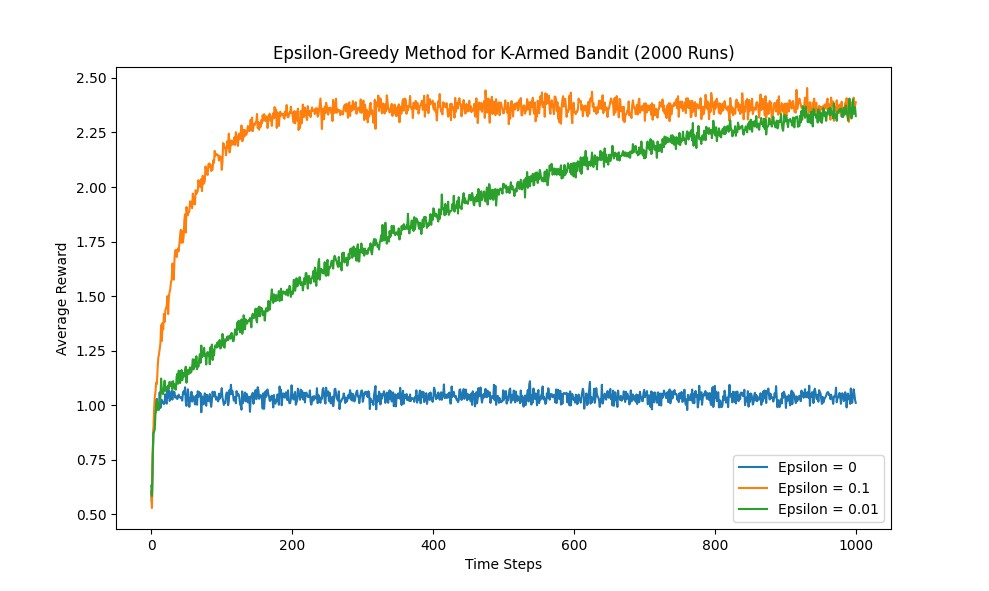 Epsilon-Greedy Method for K-Armed Bandit (2000 Runs)
Average Reward
2.50
2.25
2.00
1.75
1.50
1.25
1.00
0.75
0.50
Epsilon = 0
Epsilon = 0.1
Epsilon = 0.01
0 200 400 600 800 1000
Time Steps